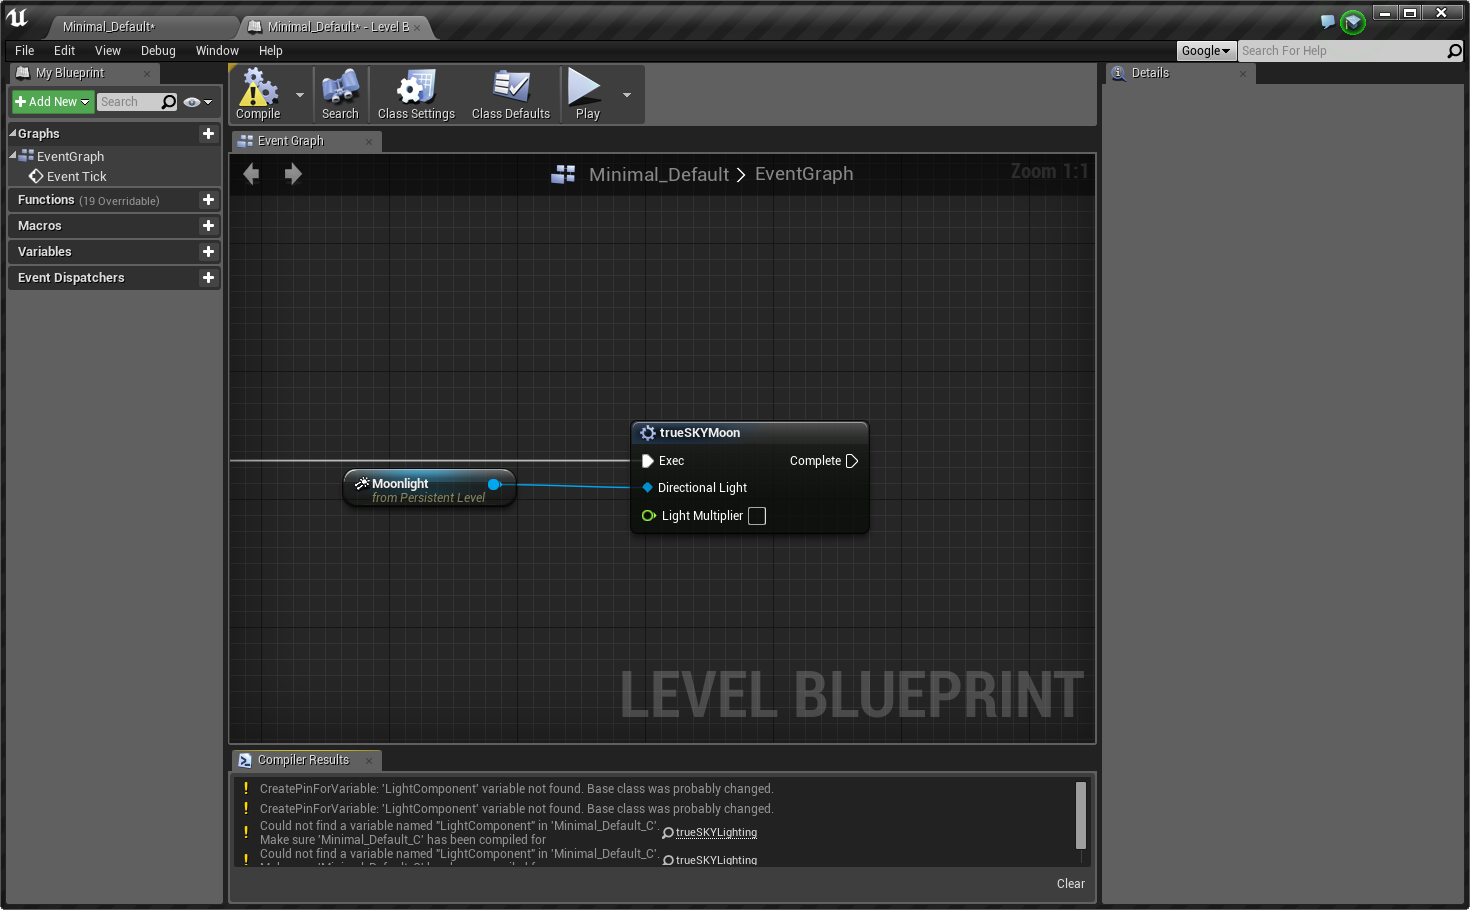 Minimal_Default*
Minimal_Default* - Level B
File Edit View Debug Window Help
Google
Search For Help
My Blueprint
Add New
Search
Graphs
EventGraph
Event Tick
Functions (19 Overridable)
Macros
Variables
Event Dispatchers
Compile
Search
Class Settings
Class Defaults
Play
Event Graph
Minimal_Default > EventGraph
Zoom 1:1
Moonlight
from Persistent Level
trueSKYMoon
Exec
Complete
Directional Light
Light Multiplier
LEVEL BLUEPRINT
Compiler Results
CreatePinForVariable: 'LightComponent' variable not found. Base class was probably changed.
CreatePinForVariable: 'LightComponent' variable not found. Base class was probably changed.
Could not find a variable named "LightComponent" in 'Minimal_Default_C'.
Make sure 'Minimal_Default_C' has been compiled for
trueSKYLighting
Could not find a variable named "LightComponent" in 'Minimal_Default_C'.
trueSKYLighting
Clear
Details